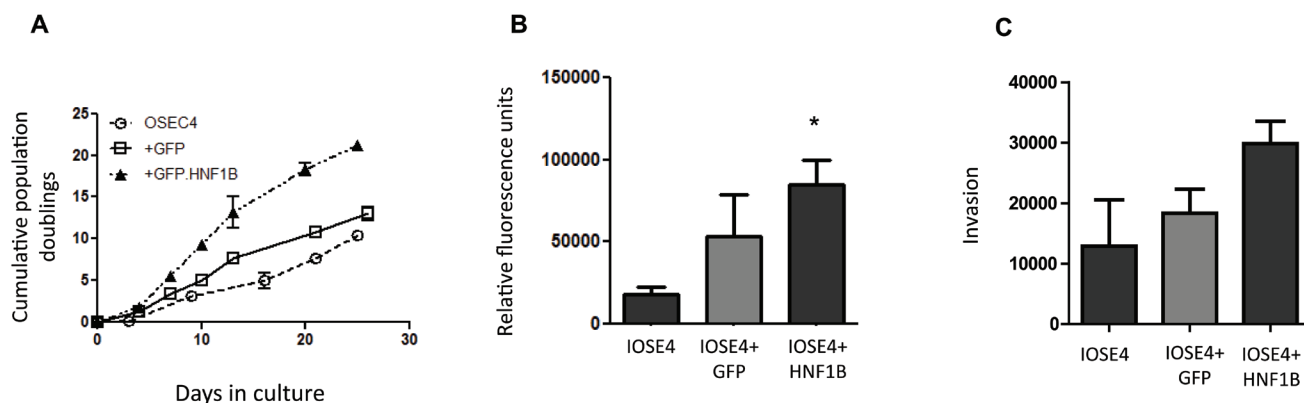 A
25
20
15
10
5
0
0
10
20
30
OSEC4
+GFP
+GFP.HNF1B
Cumulative population
doublings
Days in culture
B
150000
100000
50000
0
*
Relative fluorescence units
IOSE4
IOSE4+
GFP
IOSE4+
HNF1B
C
40000
30000
20000
10000
0
Invasion
IOSE4
IOSE4+
GFP
IOSE4+
HNF1B